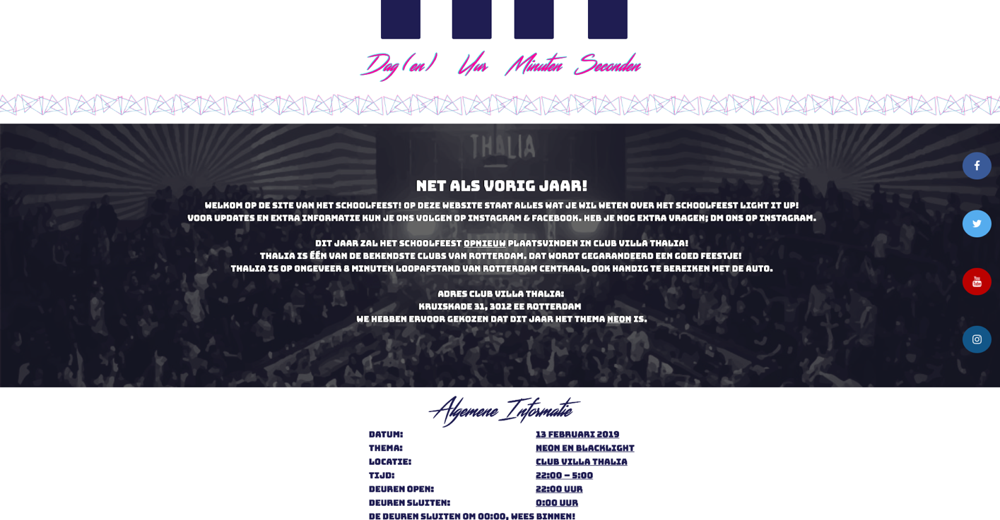 Dag(en) Uur Minuten Seconden
THALIA
NET ALS VORIG JAAR!
WELKOM OP DE SITE VAN HET SCHOOLFEEST! OP DEZE WEBSITE STAAT ALLES WAT JE WIL WETEN OVER HET SCHOOLFEEST LIGHT IT UP!
VOOR UPDATES EN EXTRA INFORMATIE KUN JE ONS VOLGEN OP INSTAGRAM & FACEBOOK. HEB JE NOG EXTRA VRAGEN; DM ONS OP INSTAGRAM.
DIT JAAR ZAL HET SCHOOLFEEST OPNIEUW PLAATSVINDEN IN CLUB VILLA THALIA!
THALIA IS ÉÉN VAN DE BEKENDSTE CLUBS VAN ROTTERDAM. DAT WORDT GEGARANDEERD EEN GOED FEESTJE!
THALIA IS OP ONGEVEER 8 MINUTEN LOOPAFSTAND VAN ROTTERDAM CENTRAAL, OOK HANDIG TE BEREIKEN MET DE AUTO.
ADRES CLUB VILLA THALIA:
KRUISKADE 31, 3012 EE ROTTERDAM
WE HEBBEN ERVOOR GEKOZEN DAT DIT JAAR HET THEMA NEON IS.
You Tube
Algemene Informatie
DATUM: 13 FEBRUARI 2019
THEMA: NEON EN BLACKLIGHT
LOCATIE: CLUB VILLA THALIA
TIJD: 22:00 – 5:00
DEUREN OPEN: 22:00 UUR
DEUREN SLUITEN: 0:00 UUR
DE DEUREN SLUITEN OM 00:00, WEES BINNEN!